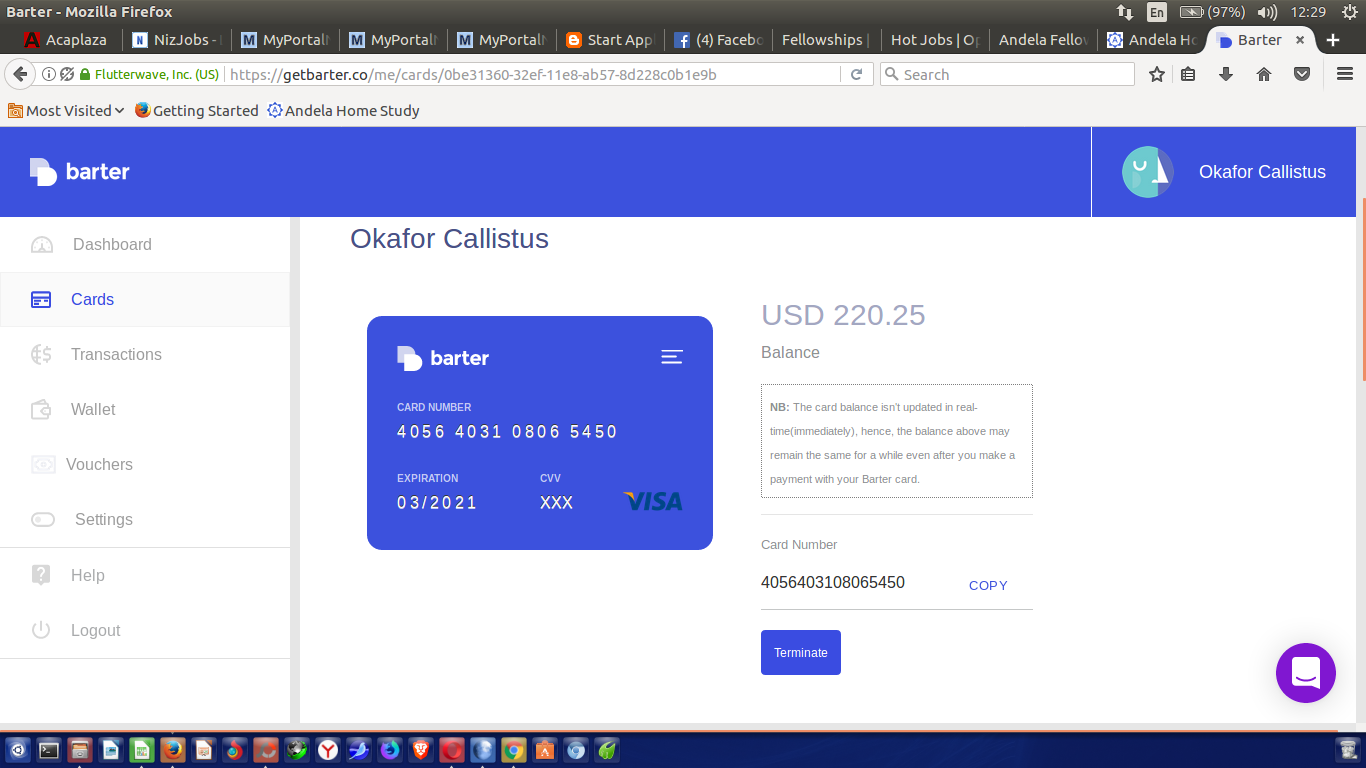 Barter - Mozilla Firefox
En
(97%)
12:29
Acaplaza
NizJobs -
MyPortal
MyPortal
MyPortal
Start App
(4) Facebo
Fellowships |
Hot Jobs | Op
Andela Fello
Andela Ho
Barter
Flutterwave, Inc. (US)
https://getbarter.co/me/cards/0be31360-32ef-11e8-ab57-8d228c0b1e9b
Search
Most Visited
Getting Started
Andela Home Study
barter
Okafor Callistus
Dashboard
Cards
Transactions
Wallet
Vouchers
Settings
Help
Logout
Okafor Callistus
barter
CARD NUMBER
4056 4031 0806 5450
EXPIRATION
CVV
03/2021
XXX
VISA
USD 220.25
Balance
NB: The card balance isn't updated in real-
time(immediately), hence, the balance above may
remain the same for a while even after you make a
payment with your Barter card.
Card Number
4056403108065450
COPY
Terminate